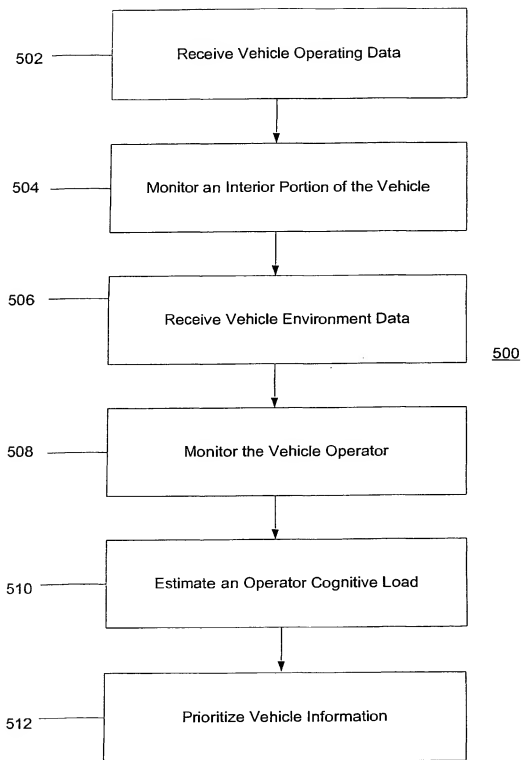 502
Receive Vehicle Operating Data
504
Monitor an Interior Portion of the Vehicle
506
Receive Vehicle Environment Data
500
508
Monitor the Vehicle Operator
510
Estimate an Operator Cognitive Load
512
Prioritize Vehicle Information